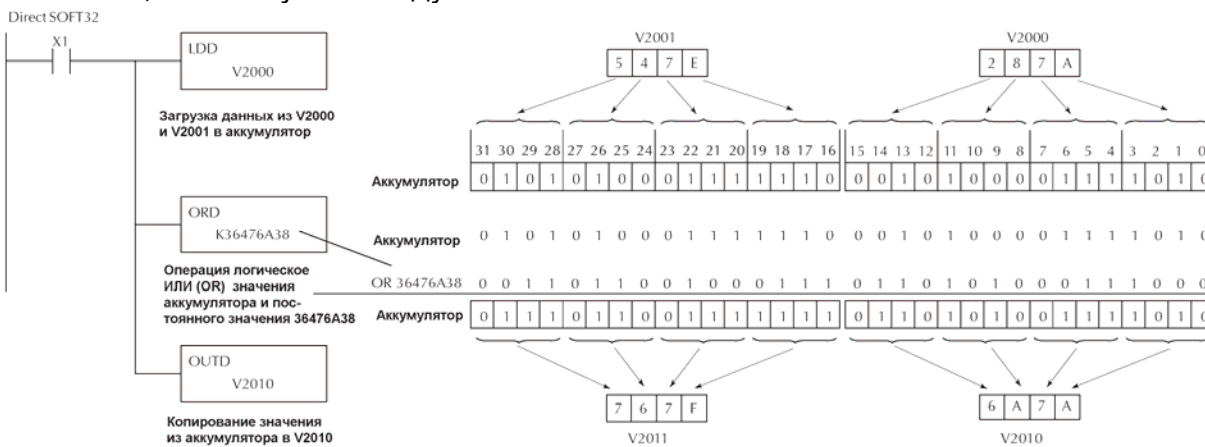 Direct SOFT32
X1
LDD
V2000
Загрузка данных из V2000
и V2001 в аккумулятор
V2001
5 4 7 E
V2000
2 8 7 A
31 30 29 28 27 26 25 24 23 22 21 20 19 18 17 16
15 14 13 12 11 10 9 8 7 6 5 4 3 2 1 0
Аккумулятор 0 1 0 1 0 1 0 0 0 1 1 1 1 1 1 0 0 0 1 0 1 0 0 0 0 1 1 1 1 0 1 0
ORD
K36476A38
Аккумулятор 0 1 0 1 0 1 0 0 0 1 1 1 1 1 1 0 0 0 1 0 1 0 0 0 0 1 1 1 1 0 1 0
Операция логическое
ИЛИ (OR) значения
аккумулятора и пос-
тоянного значения 36476A38
OR 36476A38 0 0 1 1 0 1 1 0 0 1 0 0 0 1 1 1 0 1 1 0 1 0 1 0 0 0 1 1 1 0 0 0
Аккумулятор 0 1 1 1 0 1 1 0 0 1 1 1 1 1 1 1 0 1 1 0 1 0 1 0 0 1 1 1 1 0 1 0
OUTD
V2010
Копирование значения
из аккумулятора в V2010
7 6 7 F
V2011
6 A 7 A
V2010